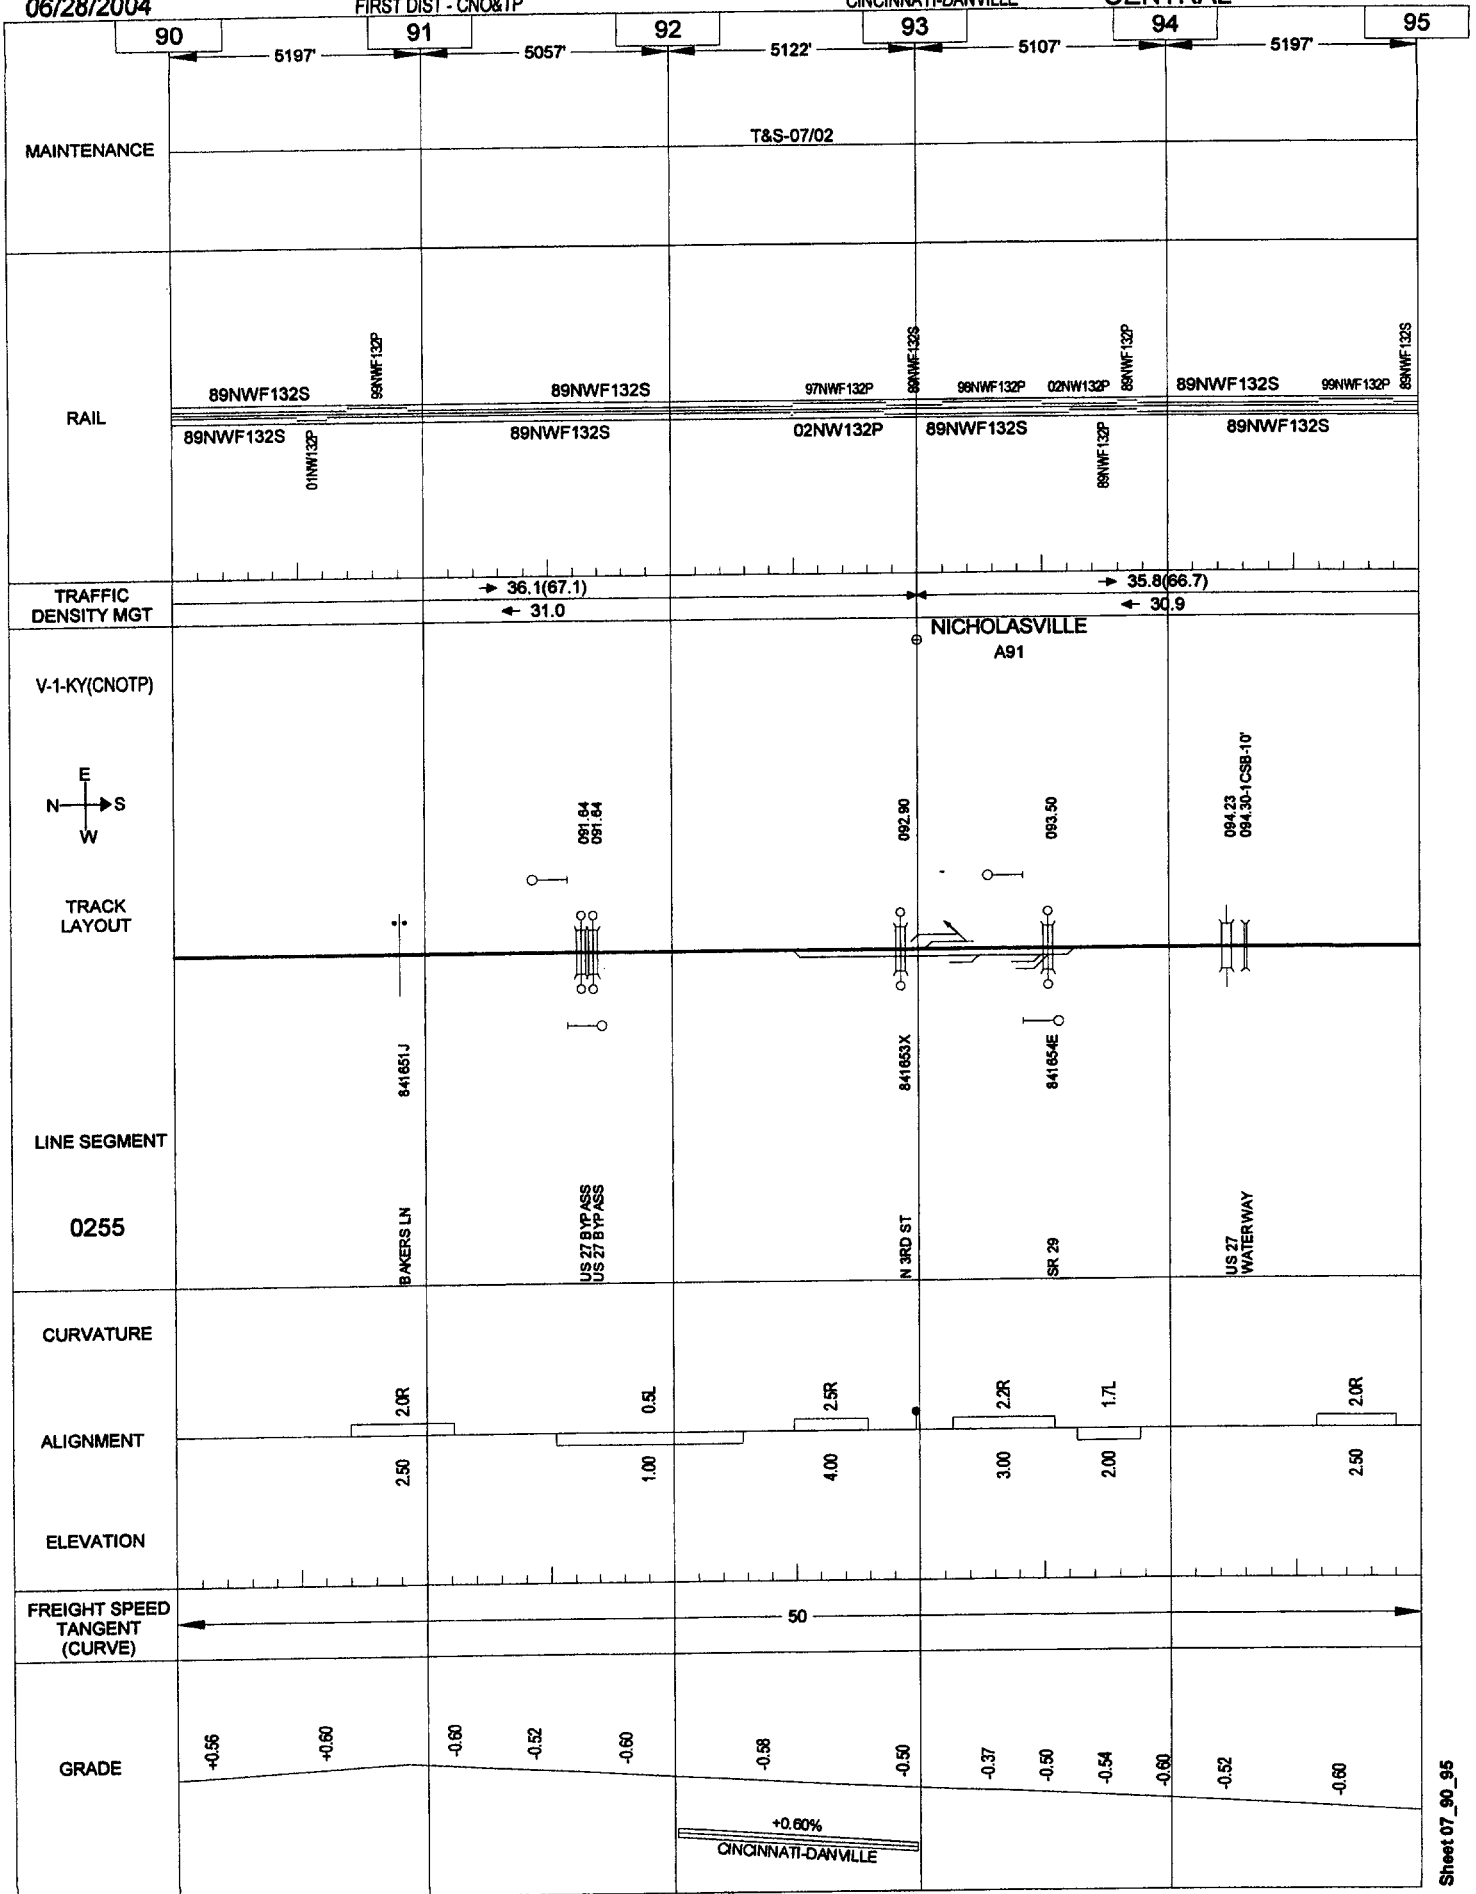 06/28/2004
FIRST DIST - CNO&TP
CINCINNATI-DANVILLE
CENTRAL
90 91 92 93 94 95
5197' 5057' 5122' 5107' 5197'
MAINTENANCE
T&S-07/02
RAIL
89NWF132S 99NWF132P 89NWF132S 97NWF132P 89NWF132S 98NWF132P 02NW132P 89NWF132P 89NWF132S 99NWF132P 89NWF132S
89NWF132S 01NW132P 89NWF132S 02NW132P 89NWF132S 89NWF132P 89NWF132S
TRAFFIC
DENSITY MGT
36.1(67.1) 35.8(66.7)
31.0 30.9
NICHOLASVILLE
A91
V-1-KY(CNOTP)
E
N S
W
091.64
091.64
092.90
093.50
094.23
094.30-1CSB-10'
TRACK
LAYOUT
841651J
841653X
841654E
LINE SEGMENT
0255
BAKERS LN
US 27 BYPASS
US 27 BYPASS
N 3RD ST
SR 29
US 27
WATERWAY
CURVATURE
2.0R 0.5L 2.5R 2.2R 1.7L 2.0R
ALIGNMENT
2.50 1.00 4.00 3.00 2.00 2.50
ELEVATION
FREIGHT SPEED
TANGENT
(CURVE)
50
GRADE
+0.56 +0.60 -0.60 -0.52 -0.60 -0.58 -0.50 -0.37 -0.50 -0.54 -0.60 -0.52 -0.60
+0.60%
CINCINNATI-DANVILLE
Sheet 07_90_95